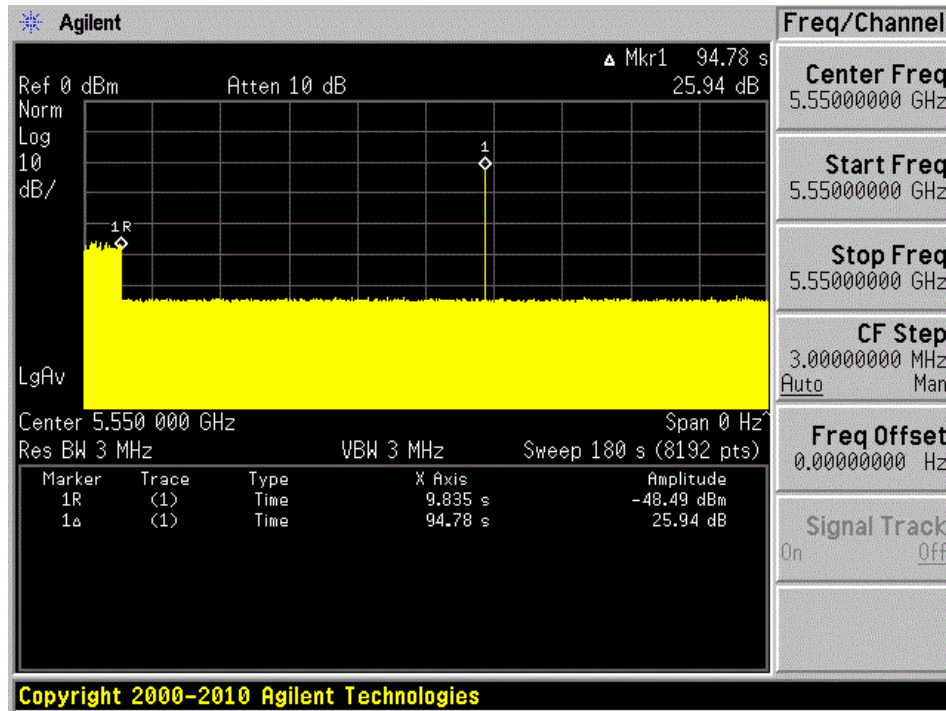 Agilent
Freq/Channel
Δ Mkr1 94.78 s
Ref 0 dBm Atten 10 dB 25.94 dB
Norm
Log
10
dB/
1
1R
LgAv
Center 5.550 000 GHz Span 0 Hz^
Res BW 3 MHz VBW 3 MHz Sweep 180 s (8192 pts)
Marker Trace Type X Axis Amplitude
1R (1) Time 9.835 s -48.49 dBm
1Δ (1) Time 94.78 s 25.94 dB
Center Freq
5.55000000 GHz
Start Freq
5.55000000 GHz
Stop Freq
5.55000000 GHz
CF Step
3.00000000 MHz
Auto Man
Freq Offset
0.00000000 Hz
Signal Track
On Off
Copyright 2000-2010 Agilent Technologies